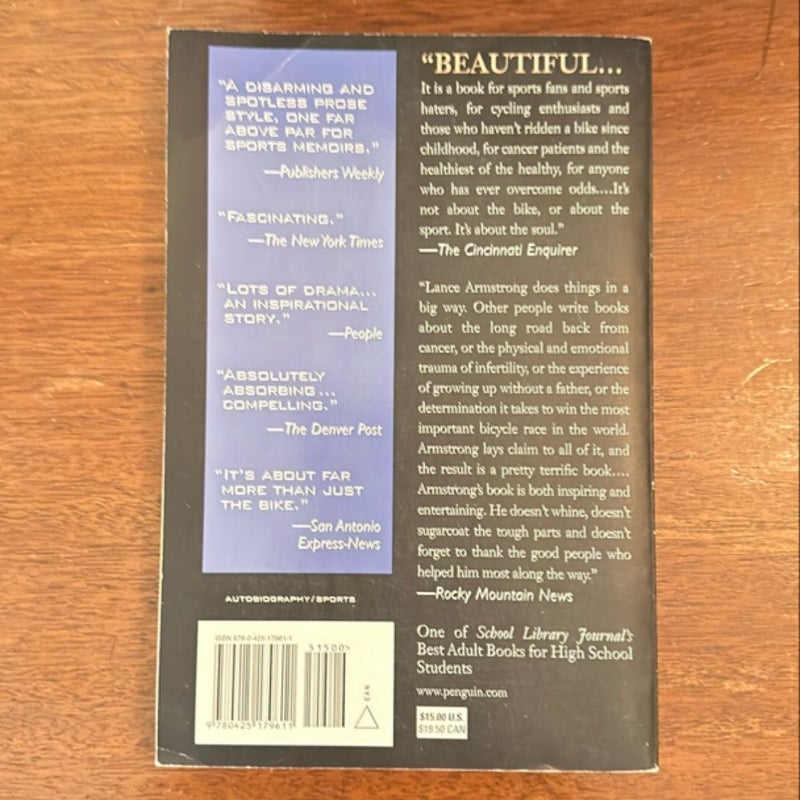 "A DISARMING AND
SPOTLESS PROSE
STYLE, ONE FAR
ABOVE PAR FOR
SPORTS MEMOIRS."
—Publishers Weekly
"FASCINATING."
—The New York Times
"LOTS OF DRAMA...
AN INSPIRATIONAL
STORY."
—People
"ABSOLUTELY
ABSORBING...
COMPELLING."
—The Denver Post
"IT'S ABOUT FAR
MORE THAN JUST
THE BIKE."
—San Antonio
Express-News
AUTOBIOGRAPHY/SPORTS
ISBN 978-0-425-17961-1
51500>
9 780425 179611
EAN
"BEAUTIFUL...
It is a book for sports fans and sports
haters, for cycling enthusiasts and
those who haven't ridden a bike since
childhood, for cancer patients and the
healthiest of the healthy, for anyone
who has ever overcome odds....It's
not about the bike, or about the
sport. It's about the soul."
—The Cincinnati Enquirer
"Lance Armstrong does things in a
big way. Other people write books
about the long road back from
cancer, or the physical and emotional
trauma of infertility, or the experience
of growing up without a father, or the
determination it takes to win the most
important bicycle race in the world.
Armstrong lays claim to all of it, and
the result is a pretty terrific book....
Armstrong's book is both inspiring and
entertaining. He doesn't whine, doesn't
sugarcoat the tough parts and doesn't
forget to thank the good people who
helped him most along the way."
—Rocky Mountain News
One of School Library Journal's
Best Adult Books for High School
Students
www.penguin.com
$15.00 U.S.
$19.50 CAN